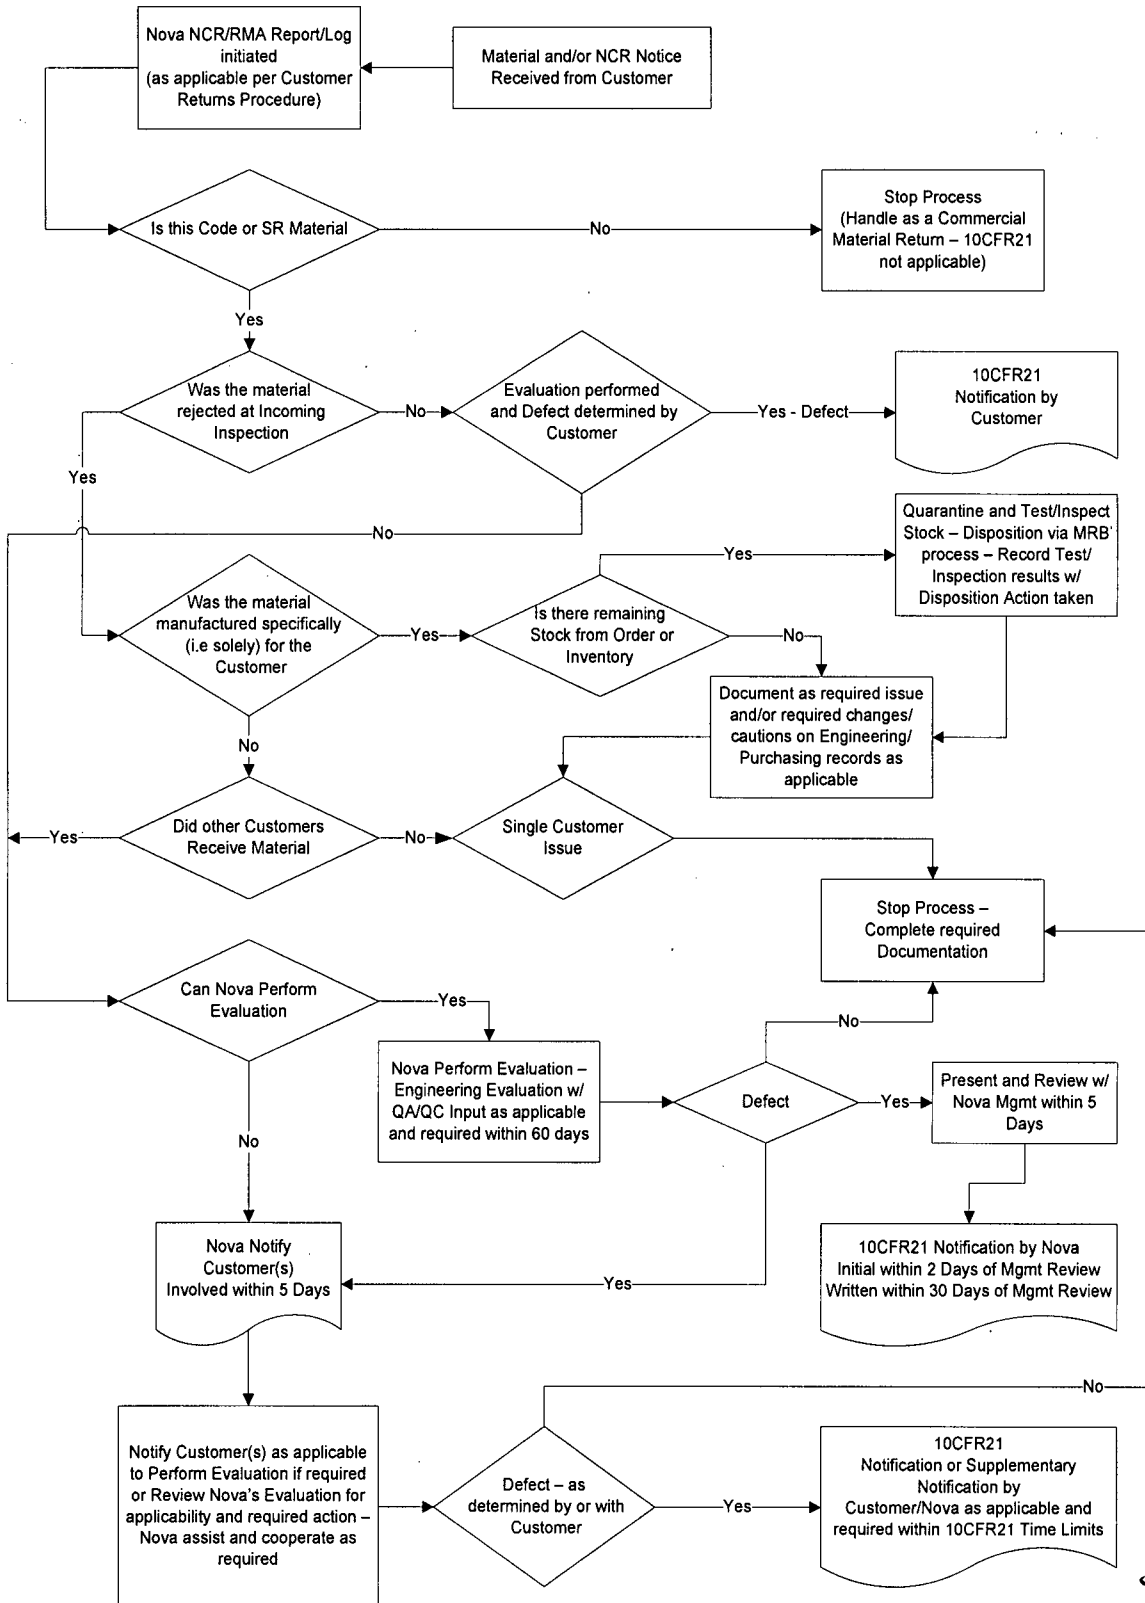 Nova NCR/RMA Report/Log
initiated
(as applicable per Customer
Returns Procedure)
Material and/or NCR Notice
Received from Customer
Is this Code or SR Material
No
Stop Process
(Handle as a Commercial
Material Return – 10CFR21
not applicable)
Yes
Was the material
rejected at Incoming
Inspection
No
Evaluation performed
and Defect determined by
Customer
Yes - Defect
10CFR21
Notification by
Customer
Yes
No
Quarantine and Test/Inspect
Stock – Disposition via MRB
process – Record Test/
Inspection results w/
Disposition Action taken
Yes
Was the material
manufactured specifically
(i.e solely) for the
Customer
Yes
Is there remaining
Stock from Order or
Inventory
No
Document as required issue
and/or required changes/
cautions on Engineering/
Purchasing records as
applicable
No
Yes
Did other Customers
Receive Material
No
Single Customer
Issue
Stop Process –
Complete required
Documentation
Can Nova Perform
Evaluation
Yes
No
Nova Perform Evaluation –
Engineering Evaluation w/
QA/QC Input as applicable
and required within 60 days
Defect
Yes
Present and Review w/
Nova Mgmt within 5
Days
No
Nova Notify
Customer(s)
Involved within 5 Days
Yes
10CFR21 Notification by Nova
Initial within 2 Days of Mgmt Review
Written within 30 Days of Mgmt Review
No
Notify Customer(s) as applicable
to Perform Evaluation if required
or Review Nova's Evaluation for
applicability and required action –
Nova assist and cooperate as
required
Defect – as
determined by or with
Customer
Yes
10CFR21
Notification or Supplementary
Notification by
Customer/Nova as applicable and
required within 10CFR21 Time Limits